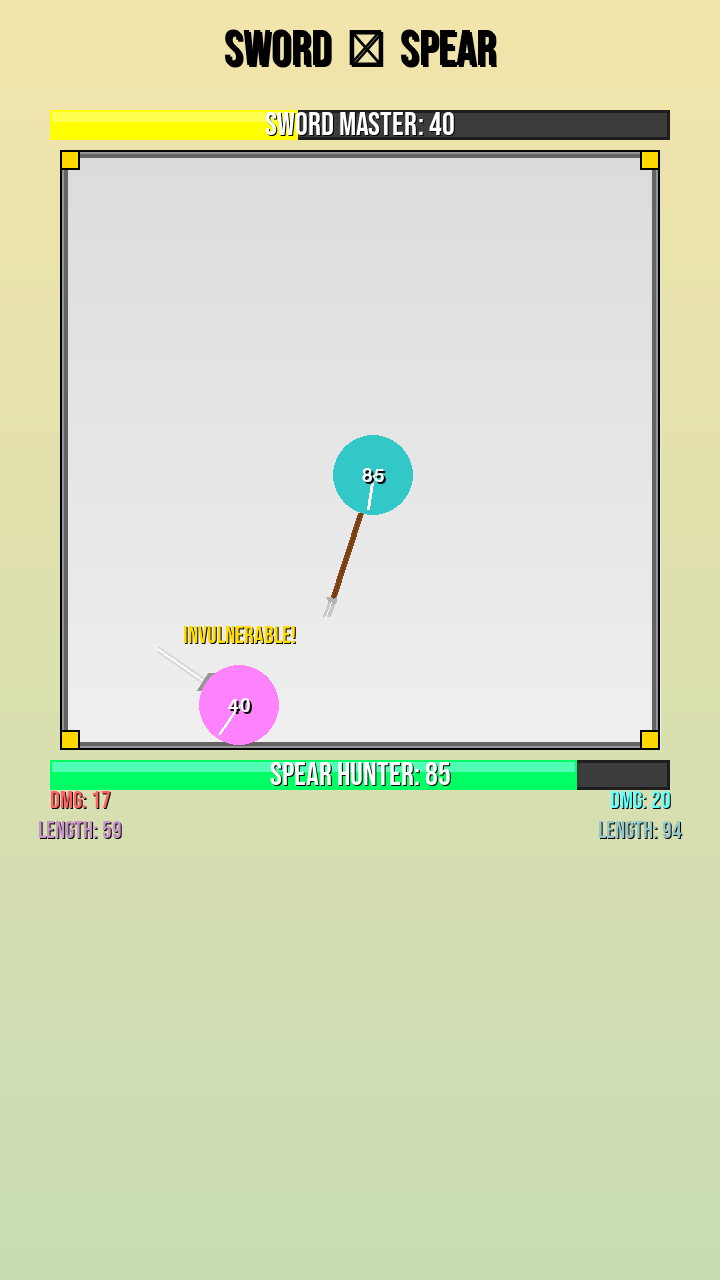 SWORD ☒ SPEAR
SWORD MASTER: 40
85
INVULNERABLE!
40
SPEAR HUNTER: 85
DMG: 17
DMG: 20
LENGTH: 59
LENGTH: 94